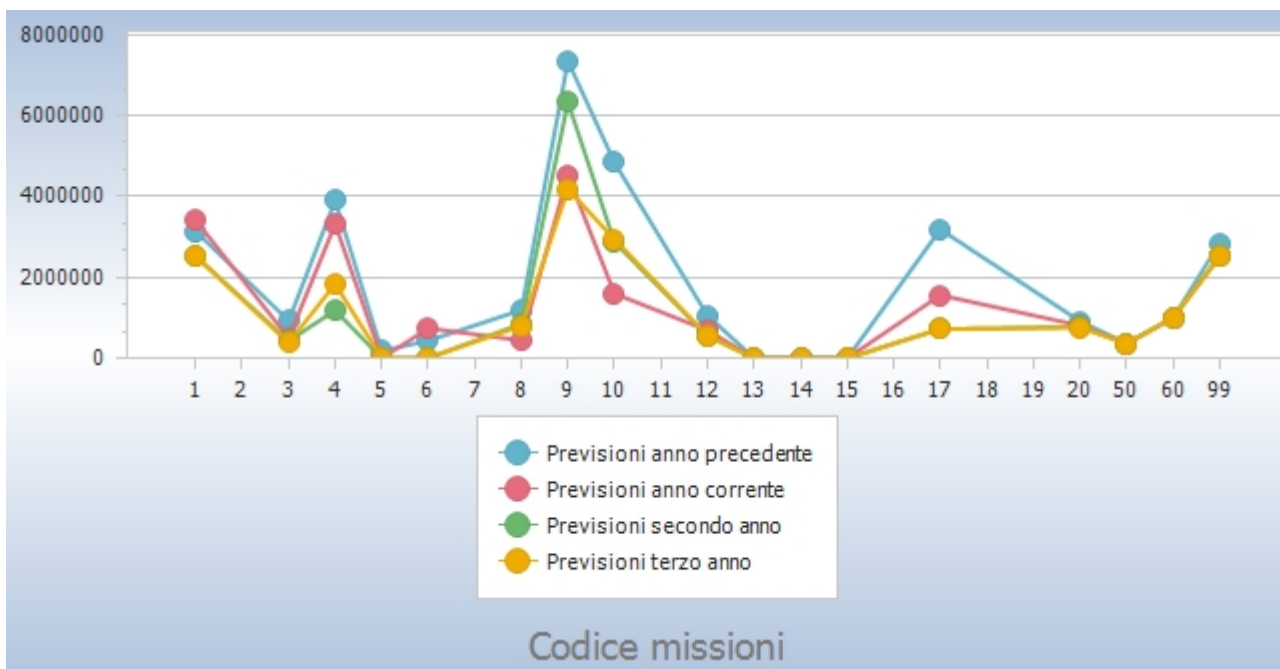 8000000
6000000
4000000
2000000
0
1 2 3 4 5 6 7 8 9 10 11 12 13 14 15 16 17 18 19 20 50 60 99
Previsioni anno precedente
Previsioni anno corrente
Previsioni secondo anno
Previsioni terzo anno
Codice missioni